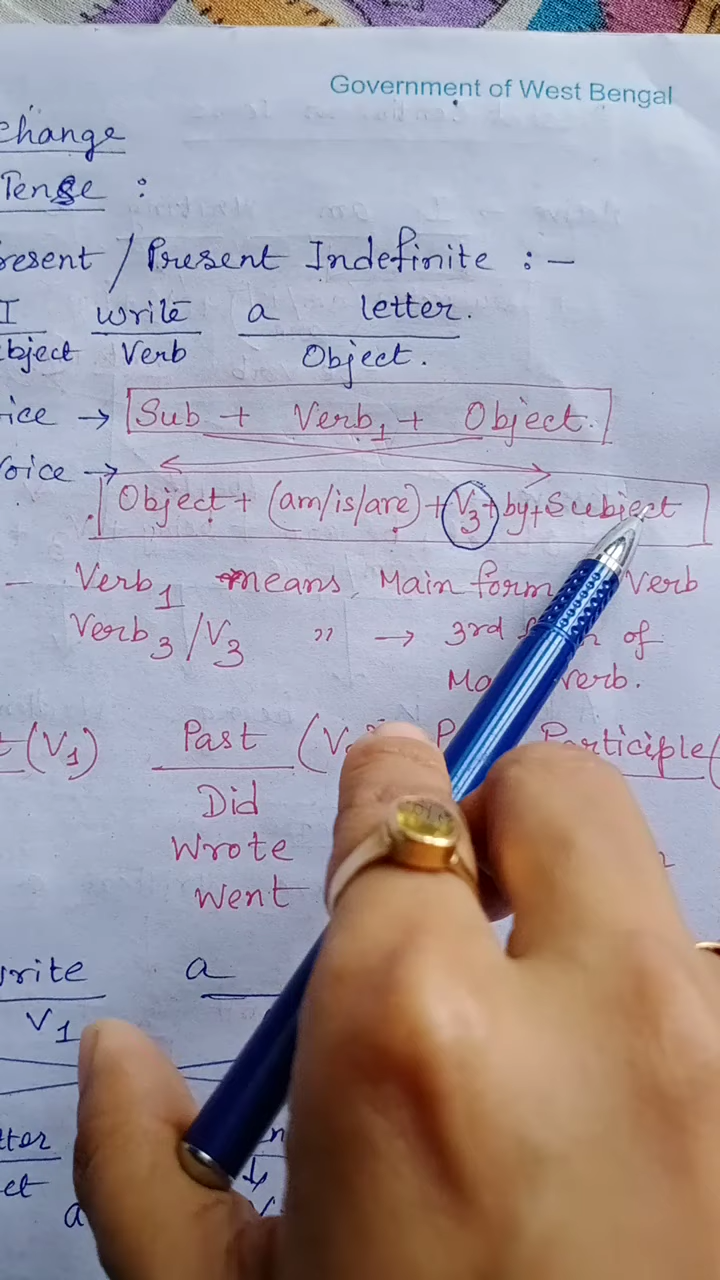 Government of West Bengal
change
Tense :
resent / Present Indefinite : -
I write a letter.
bject Verb Object.
ice → Sub + Verb1 + Object.
oice →
Object + (am/is/are) + V3 + by + Subject
- Verb1 means, Main form Verb
Verb3/V3 " → 3rd of
verb.
t (V1) Past Participle
Did
Wrote
Went
write a
V1
tter
et